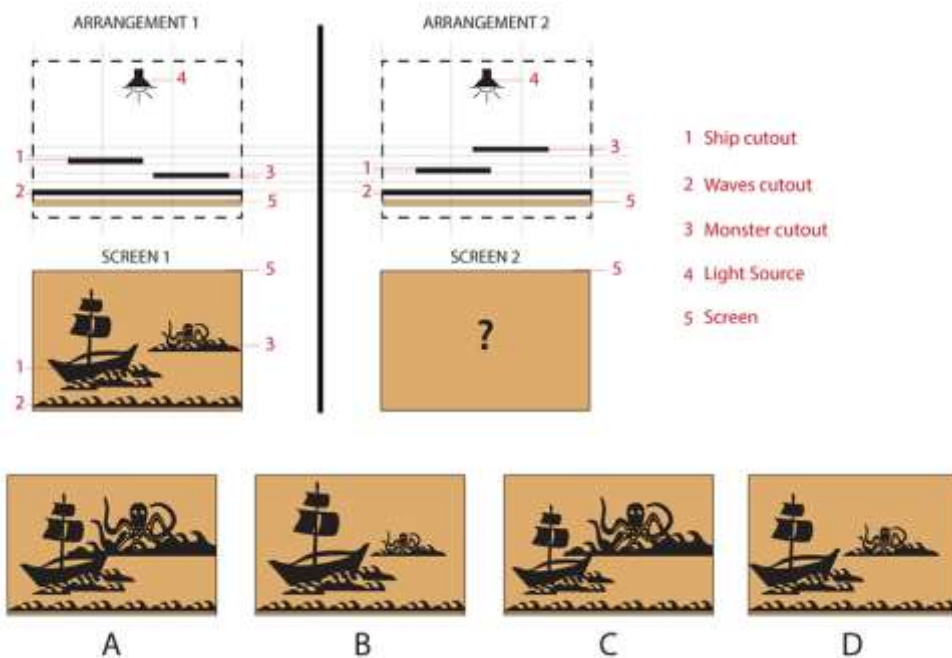 ARRANGEMENT 1
ARRANGEMENT 2
4
4
1
3
2
5
3
1
2
5
1 Ship cutout
2 Waves cutout
3 Monster cutout
4 Light Source
5 Screen
SCREEN 1
SCREEN 2
5
5
3
1
2
?
A
B
C
D